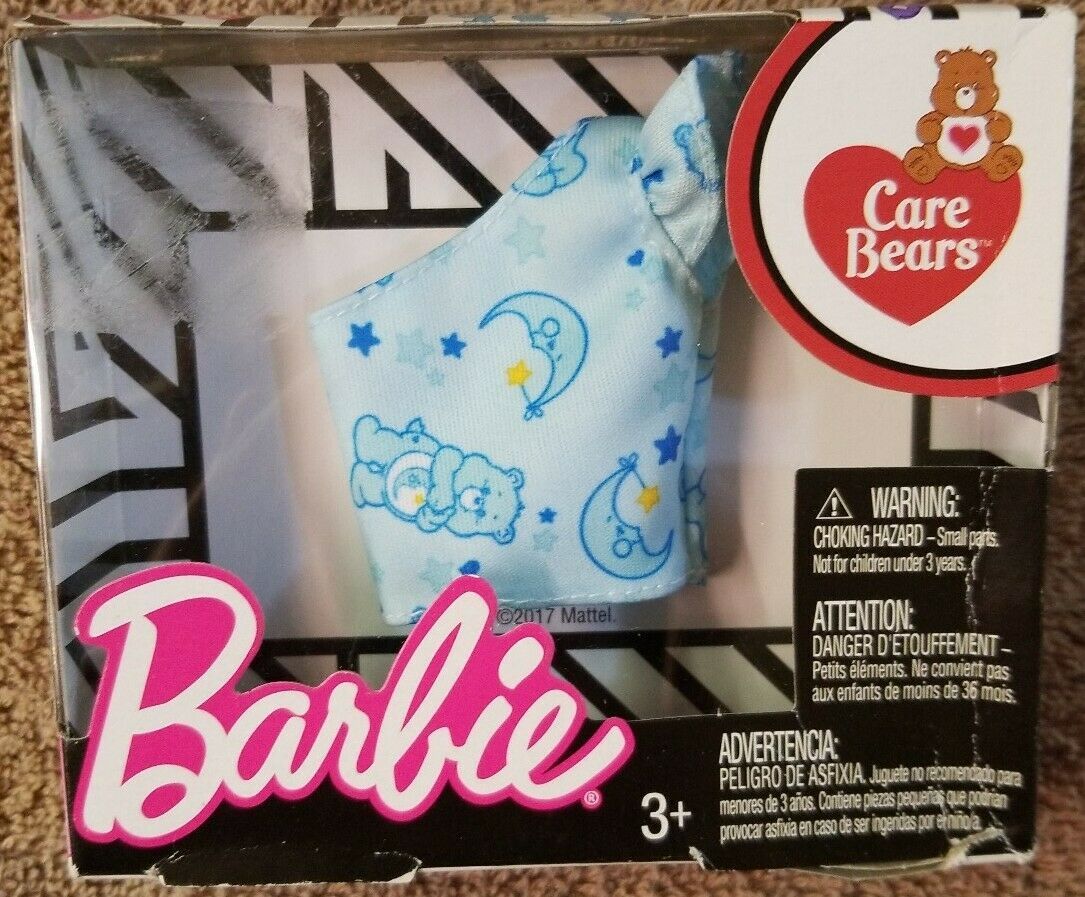 Care
Bears™
WARNING:
CHOKING HAZARD – Small parts.
Not for children under 3 years.
©2017 Mattel.
ATTENTION:
DANGER D'ETOUFFEMENT –
Petits éléments. Ne convient pas
aux enfants de moins de 36 mois.
Barbie®
3+
ADVERTENCIA:
PELIGRO DE ASFIXIA. Juguete no recomendado para
menores de 3 años. Contiene piezas pequeñas que podrían
provocar asfixia en caso de ser ingeridas por el niño/a.